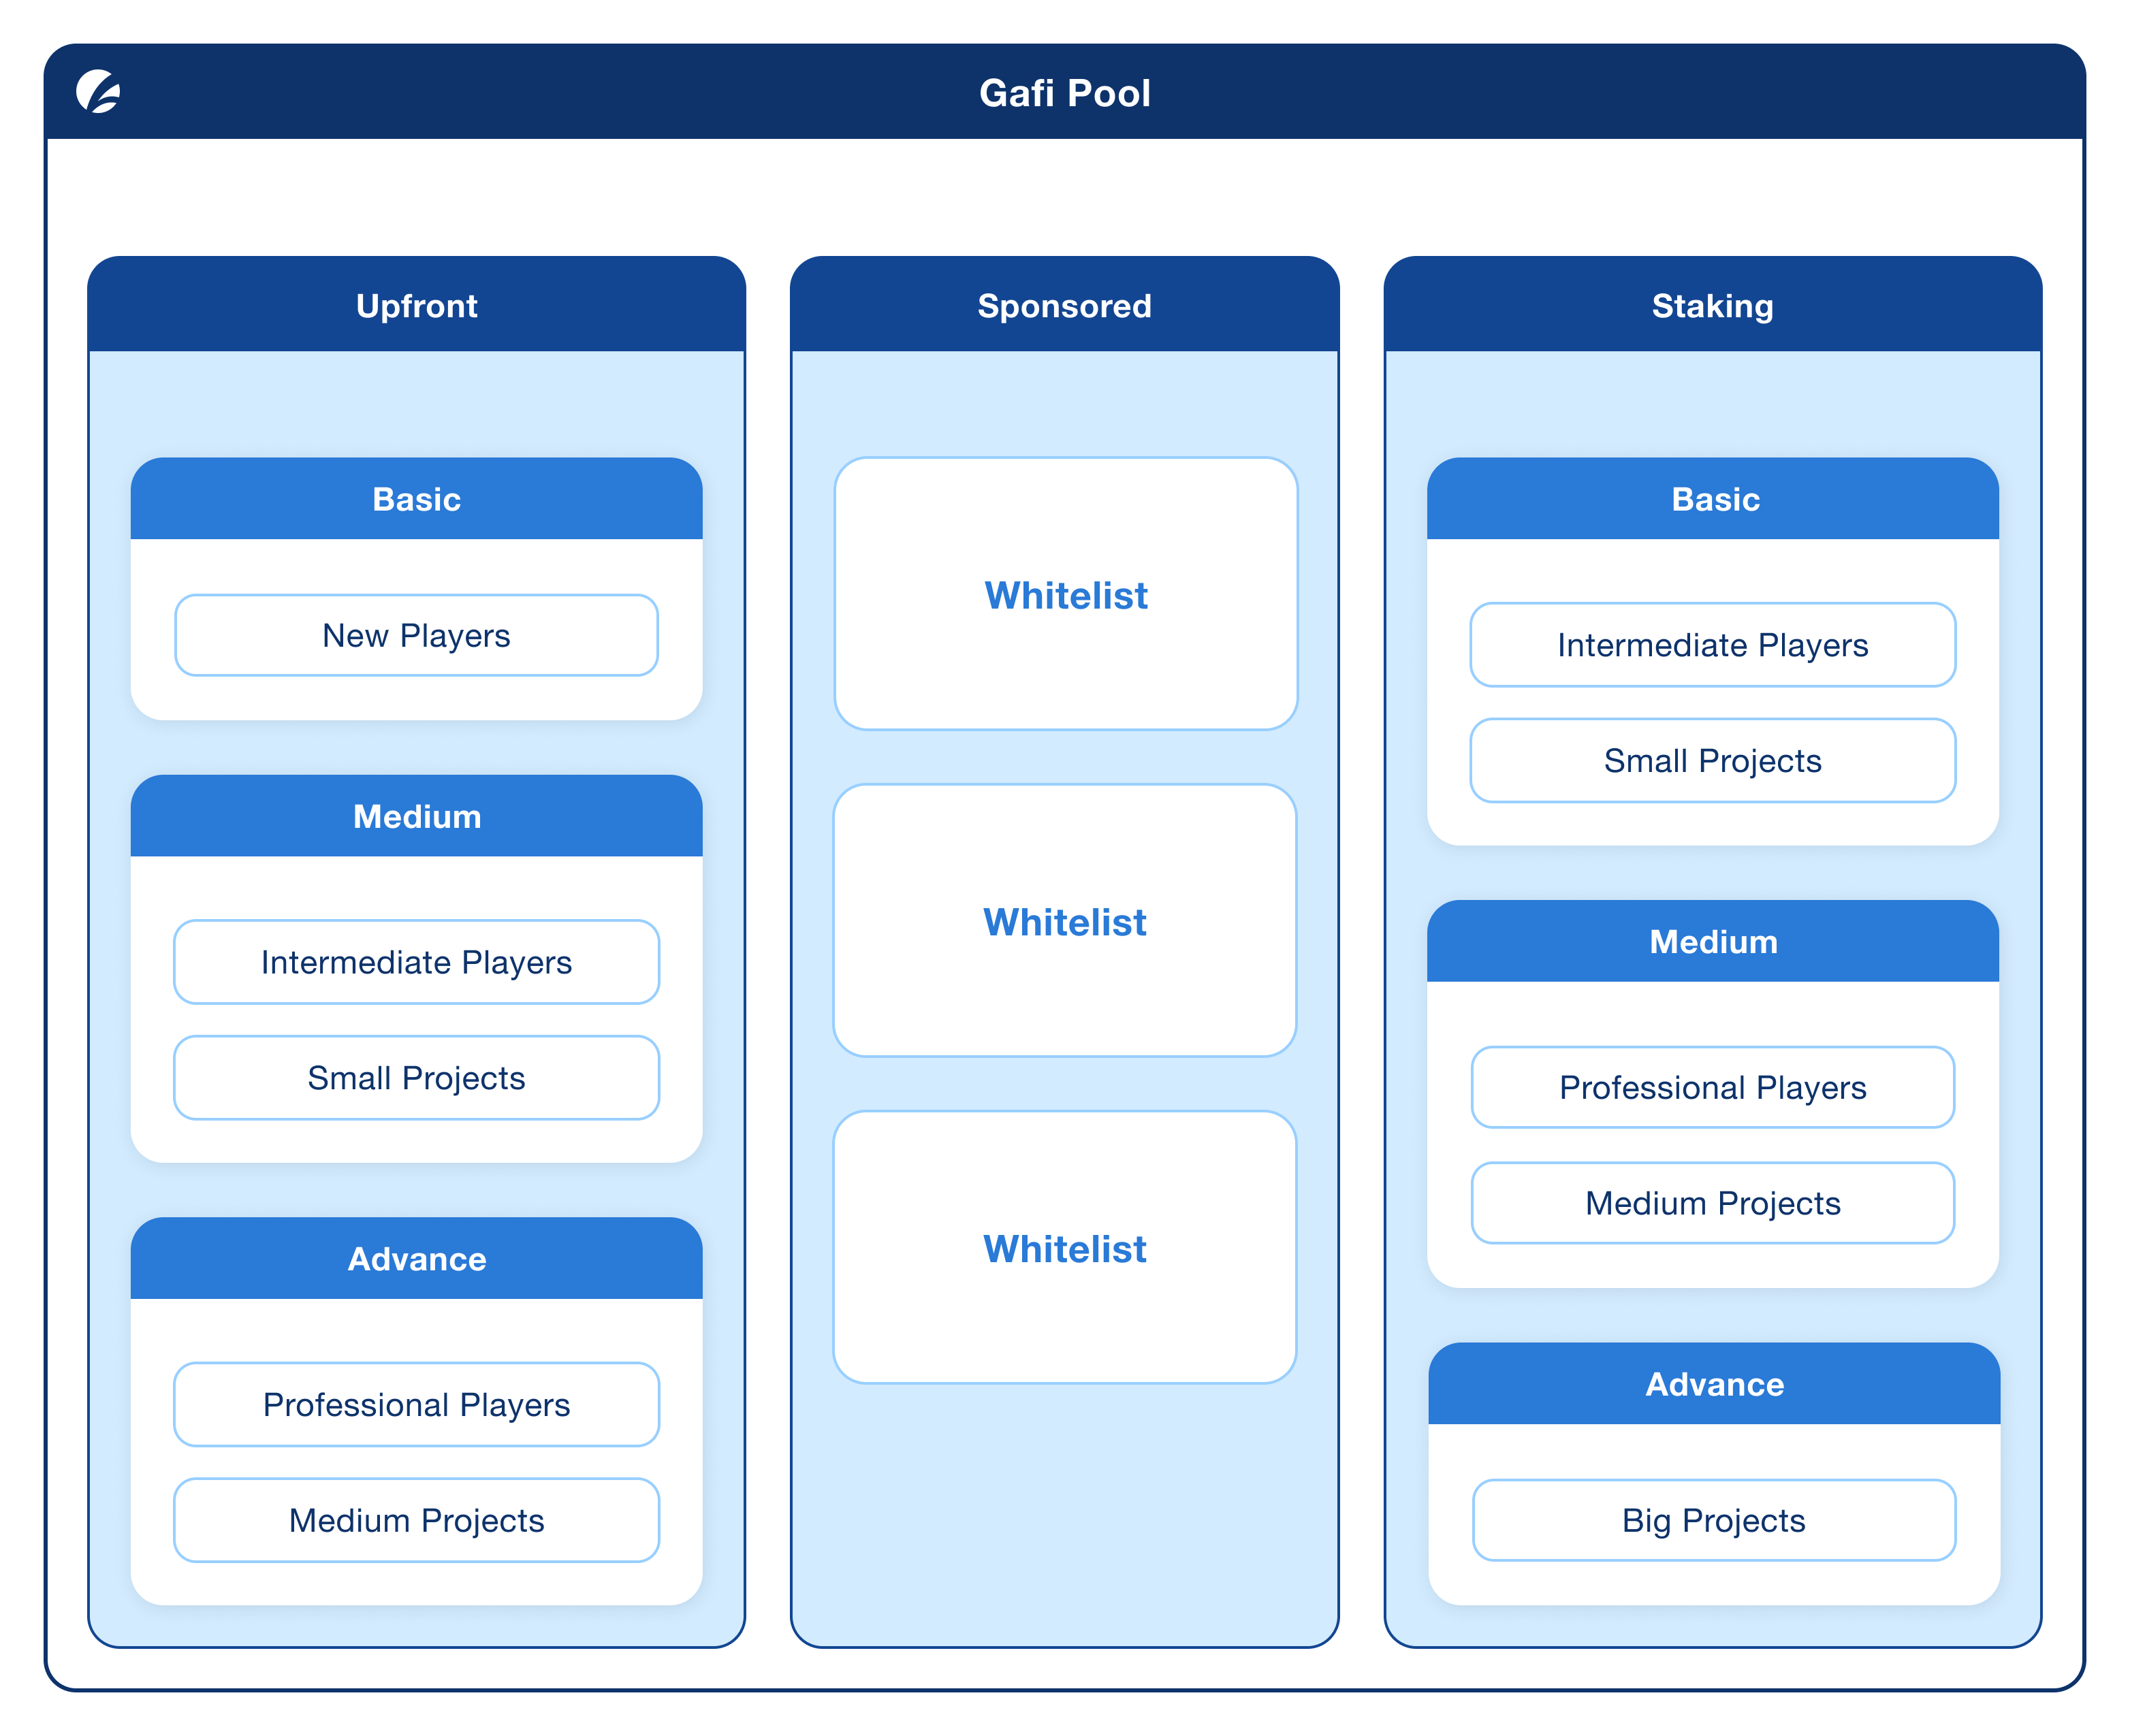 Gafi Pool
Upfront
Basic
New Players
Medium
Intermediate Players
Small Projects
Advance
Professional Players
Medium Projects
Sponsored
Whitelist
Whitelist
Whitelist
Staking
Basic
Intermediate Players
Small Projects
Medium
Professional Players
Medium Projects
Advance
Big Projects